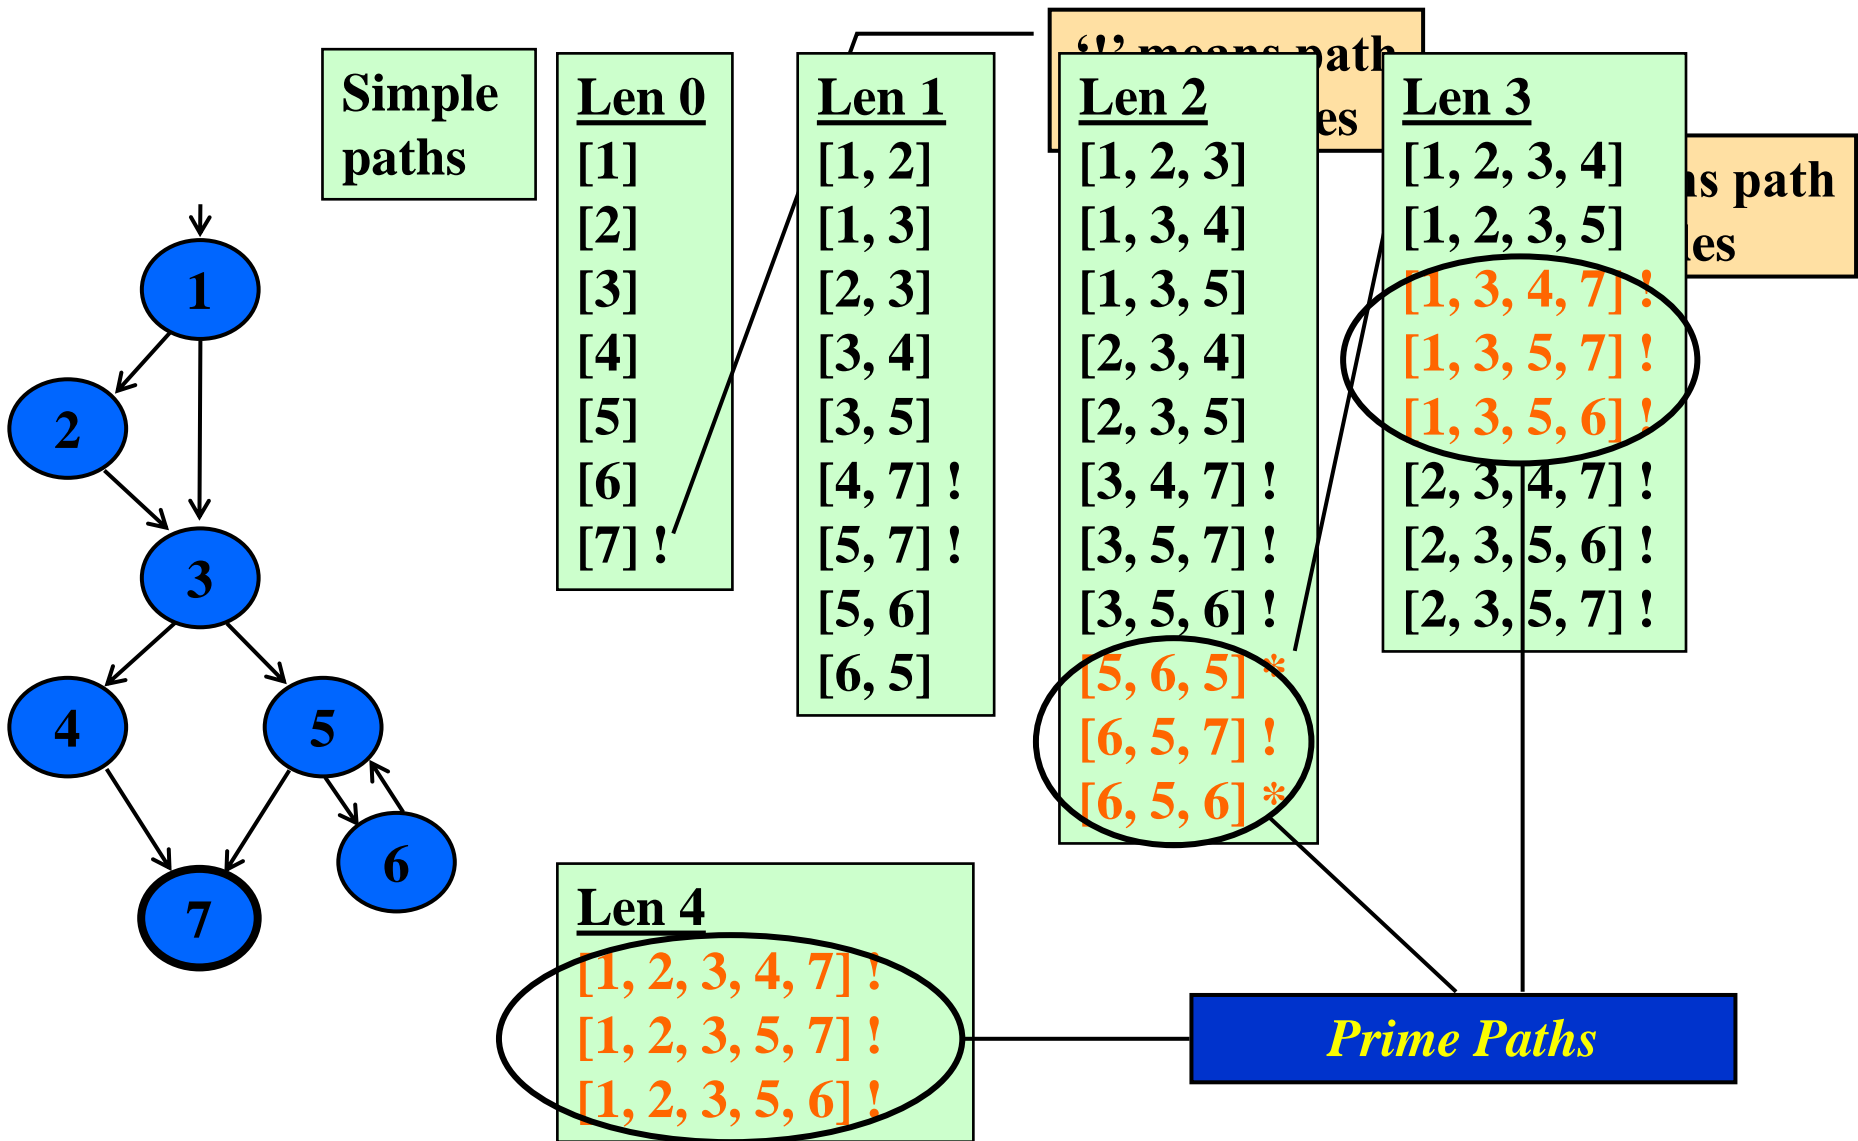 Simple
paths
Len 0
[1]
[2]
[3]
[4]
[5]
[6]
[7] !
Len 1
[1, 2]
[1, 3]
[2, 3]
[3, 4]
[3, 5]
[4, 7] !
[5, 7] !
[5, 6]
[6, 5]
‘!’ means path
Len 2
[1, 2, 3]
[1, 3, 4]
[1, 3, 5]
[2, 3, 4]
[2, 3, 5]
[3, 4, 7] !
[3, 5, 7] !
[3, 5, 6] !
[5, 6, 5] *
[6, 5, 7] !
[6, 5, 6] *
Len 3
[1, 2, 3, 4]
[1, 2, 3, 5]
[1, 3, 4, 7] !
[1, 3, 5, 7] !
[1, 3, 5, 6] !
[2, 3, 4, 7] !
[2, 3, 5, 6] !
[2, 3, 5, 7] !
path
1
2
3
4
5
6
7
Len 4
[1, 2, 3, 4, 7] !
[1, 2, 3, 5, 7] !
[1, 2, 3, 5, 6] !
Prime Paths